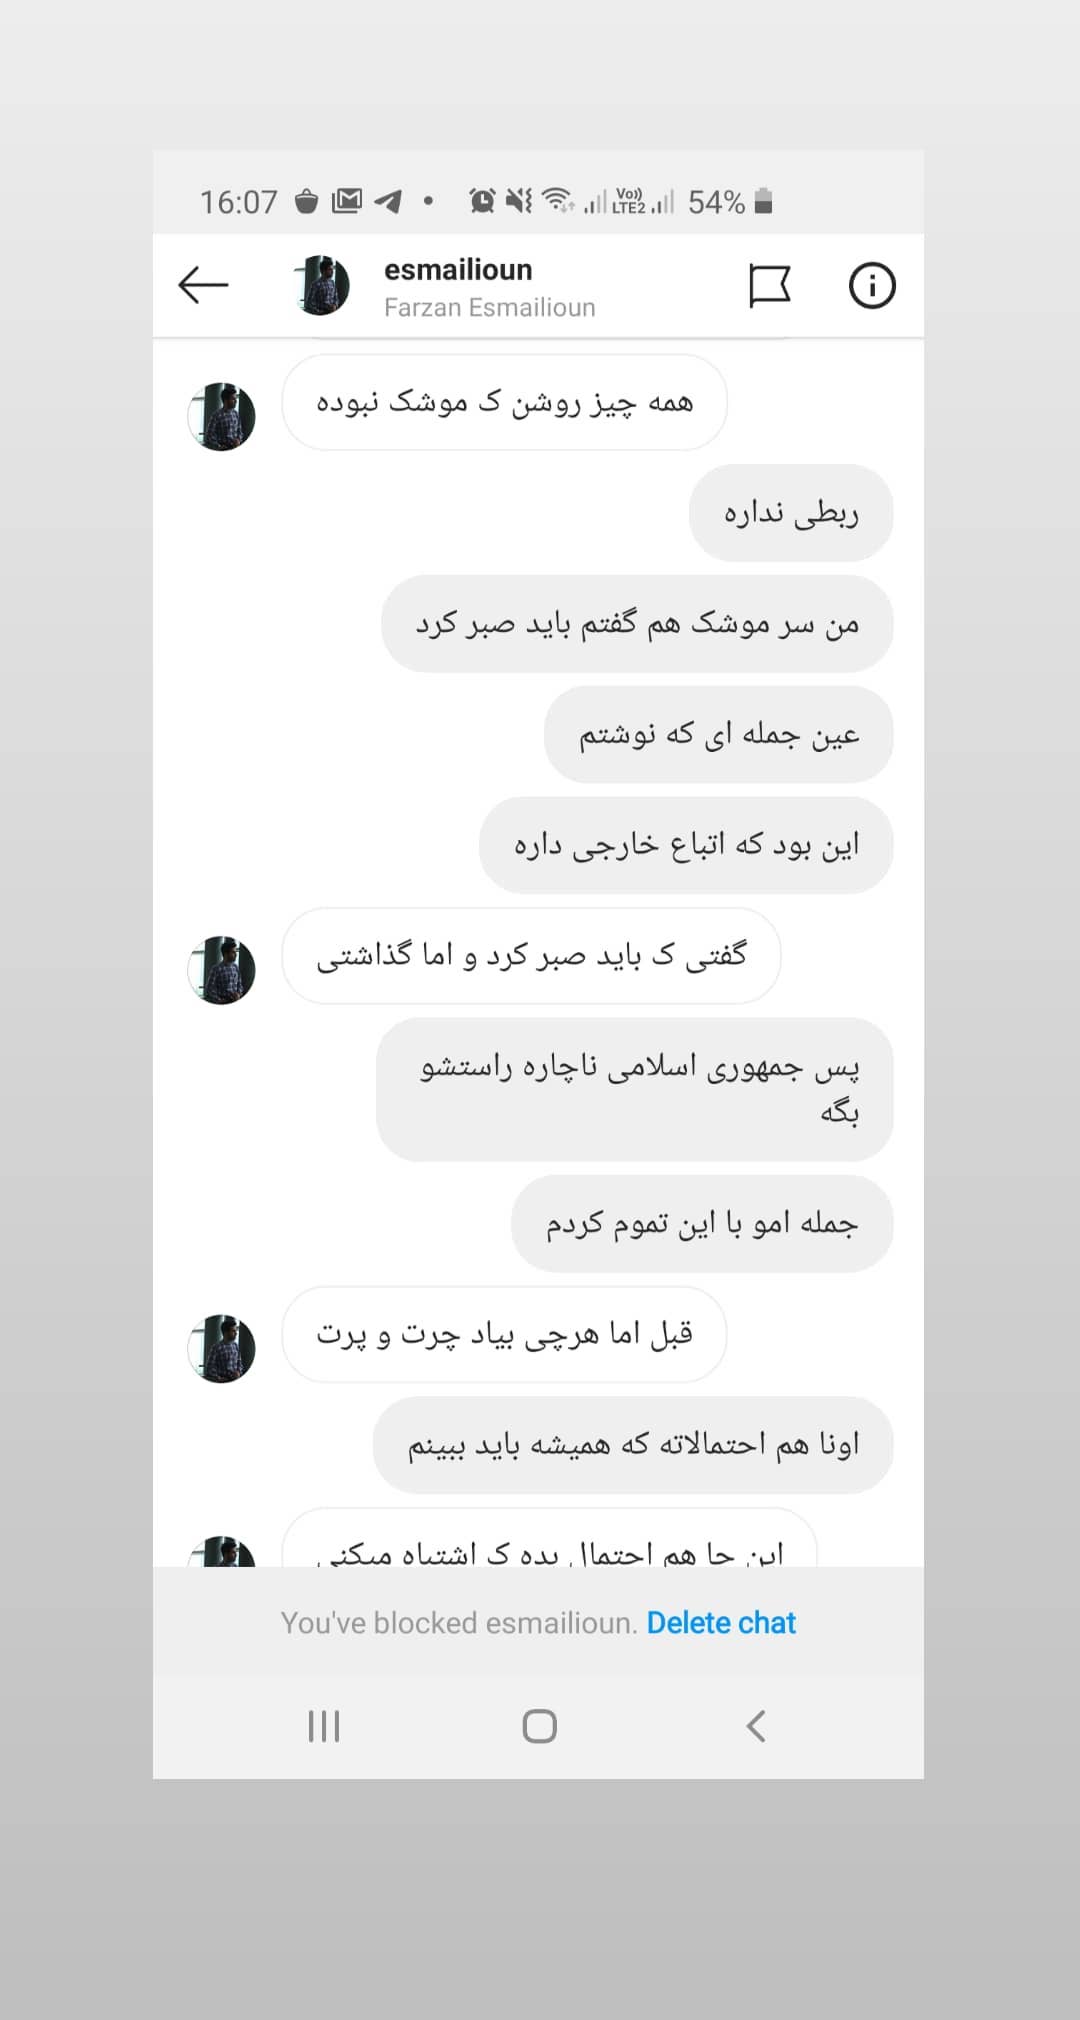 16:07
Vo))
LTE2
54%
esmailioun
Farzan Esmailioun
همه چیز روشن ک موشک نبوده
ربطی نداره
من سر موشک هم گفتم باید صبر کرد
عین جمله ای که نوشتم
این بود که اتباع خارجی داره
گفتی ک باید صبر کرد و اما گذاشتی
پس جمهوری اسلامی ناچاره راستشو
بگه
جمله امو با این تموم کردم
قبل اما هرچی بیاد چرت و پرت
اونا هم احتمالاته که همیشه باید ببینم
این جا هم احتمال بده ک اشتباه میکنی
You've blocked esmailioun. Delete chat